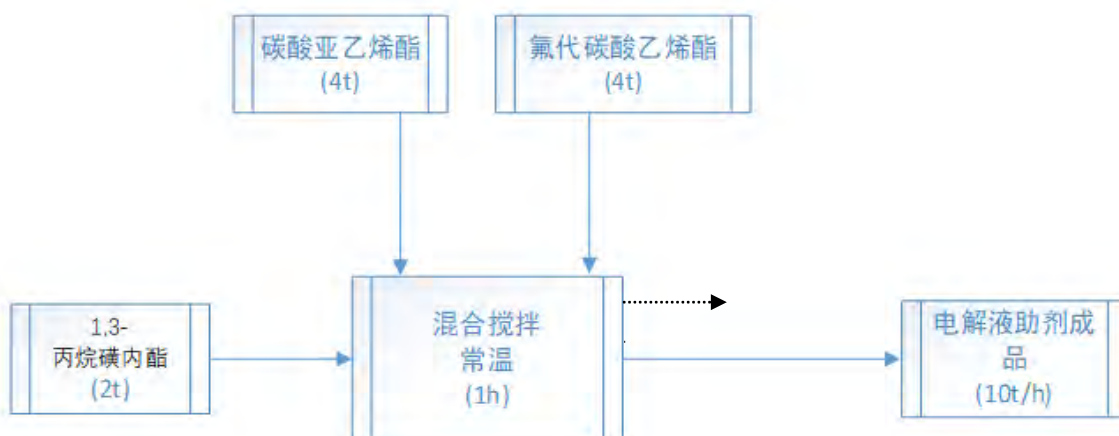 碳酸亚乙烯酯
(4t)
氟代碳酸乙烯酯
(4t)
1,3-
丙烷磺内酯
(2t)
混合搅拌
常温
(1h)
电解液助剂成
品
(10t/h)